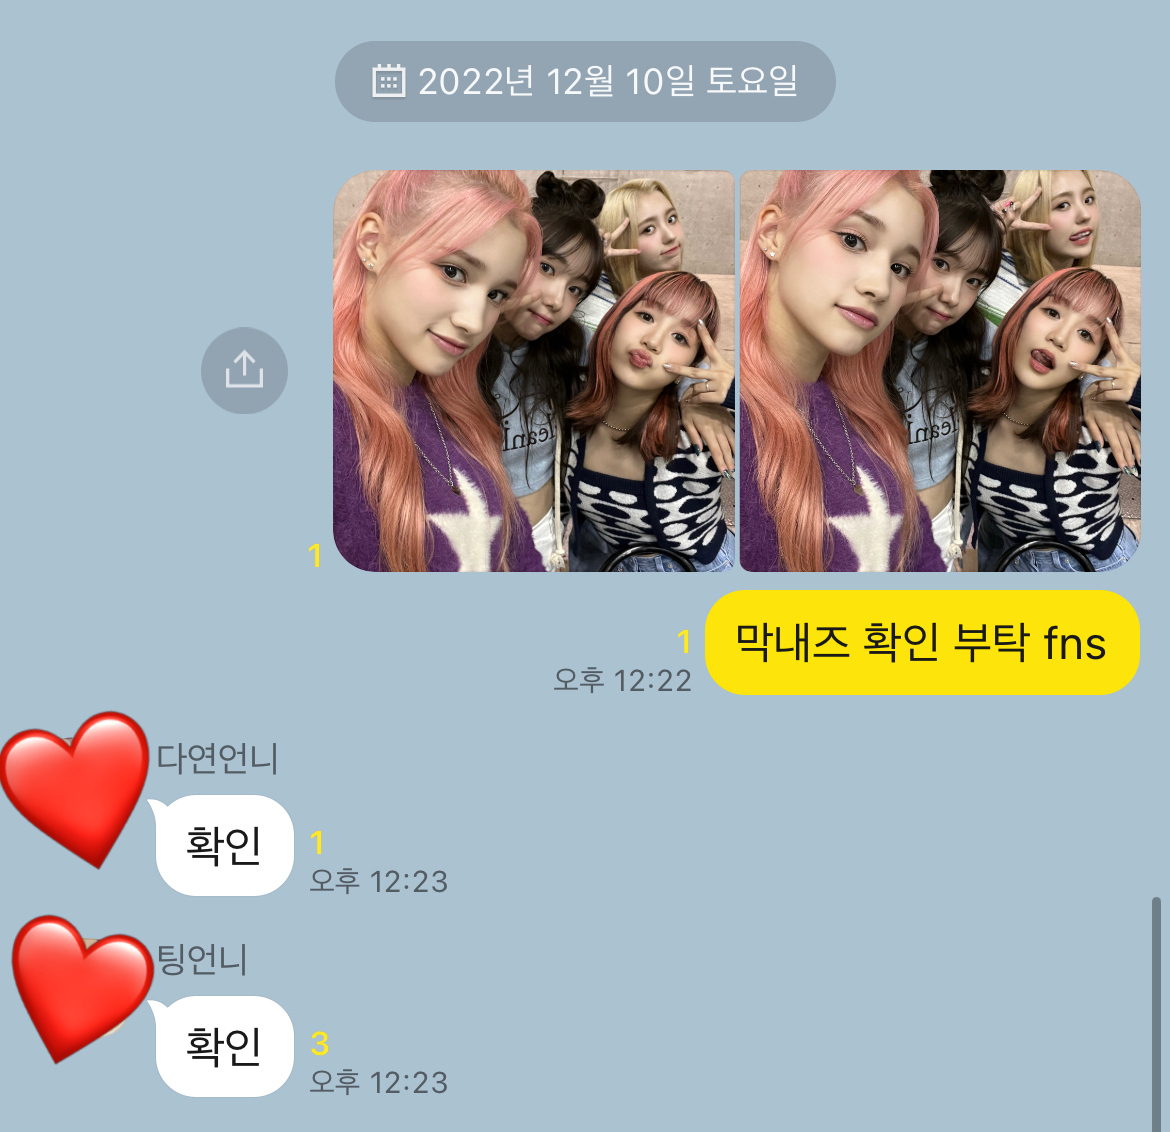 2022년 12월 10일 토요일
1
1
막내즈 확인 부탁 fns
오후 12:22
다연언니
확인
1
오후 12:23
팅언니
확인
3
오후 12:23